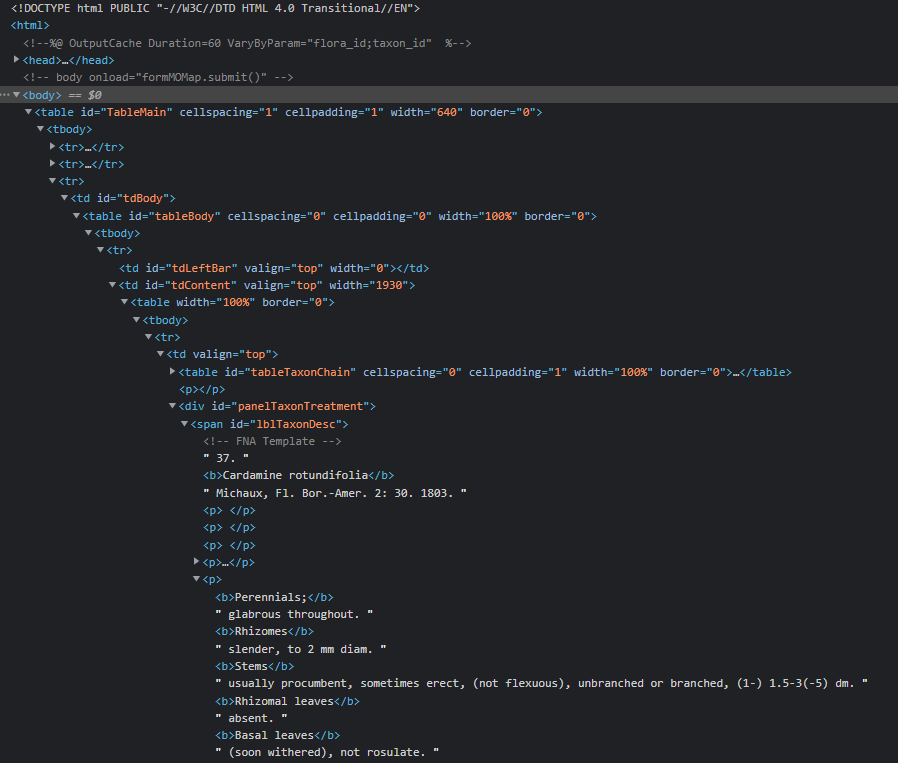 <!DOCTYPE html PUBLIC "-//W3C//DTD HTML 4.0 Transitional//EN">
<html>
<!--%@ OutputCache Duration=60 VaryByParam="flora_id;taxon_id"  %-->
<head>…</head>
<!-- body onload="formMOMap.submit()" -->
<body> == $0
<table id="TableMain" cellspacing="1" cellpadding="1" width="640" border="0">
<tbody>
<tr>…</tr>
<tr>…</tr>
<tr>
<td id="tdBody">
<table id="tableBody" cellspacing="0" cellpadding="0" width="100%" border="0">
<tbody>
<tr>
<td id="tdLeftBar" valign="top" width="0"></td>
<td id="tdContent" valign="top" width="1930">
<table width="100%" border="0">
<tbody>
<tr>
<td valign="top">
<table id="tableTaxonChain" cellspacing="0" cellpadding="1" width="100%" border="0">…</table>
<p></p>
<div id="panelTaxonTreatment">
<span id="lblTaxonDesc">
<!-- FNA Template -->
" 37. "
<b>Cardamine rotundifolia</b>
" Michaux, Fl. Bor.-Amer. 2: 30. 1803. "
<p> </p>
<p> </p>
<p> </p>
<p>…</p>
<p>
<b>Perennials;</b>
" glabrous throughout. "
<b>Rhizomes</b>
" slender, to 2 mm diam. "
<b>Stems</b>
" usually procumbent, sometimes erect, (not flexuous), unbranched or branched, (1-) 1.5-3(-5) dm. "
<b>Rhizomal leaves</b>
" absent. "
<b>Basal leaves</b>
" (soon withered), not rosulate. "